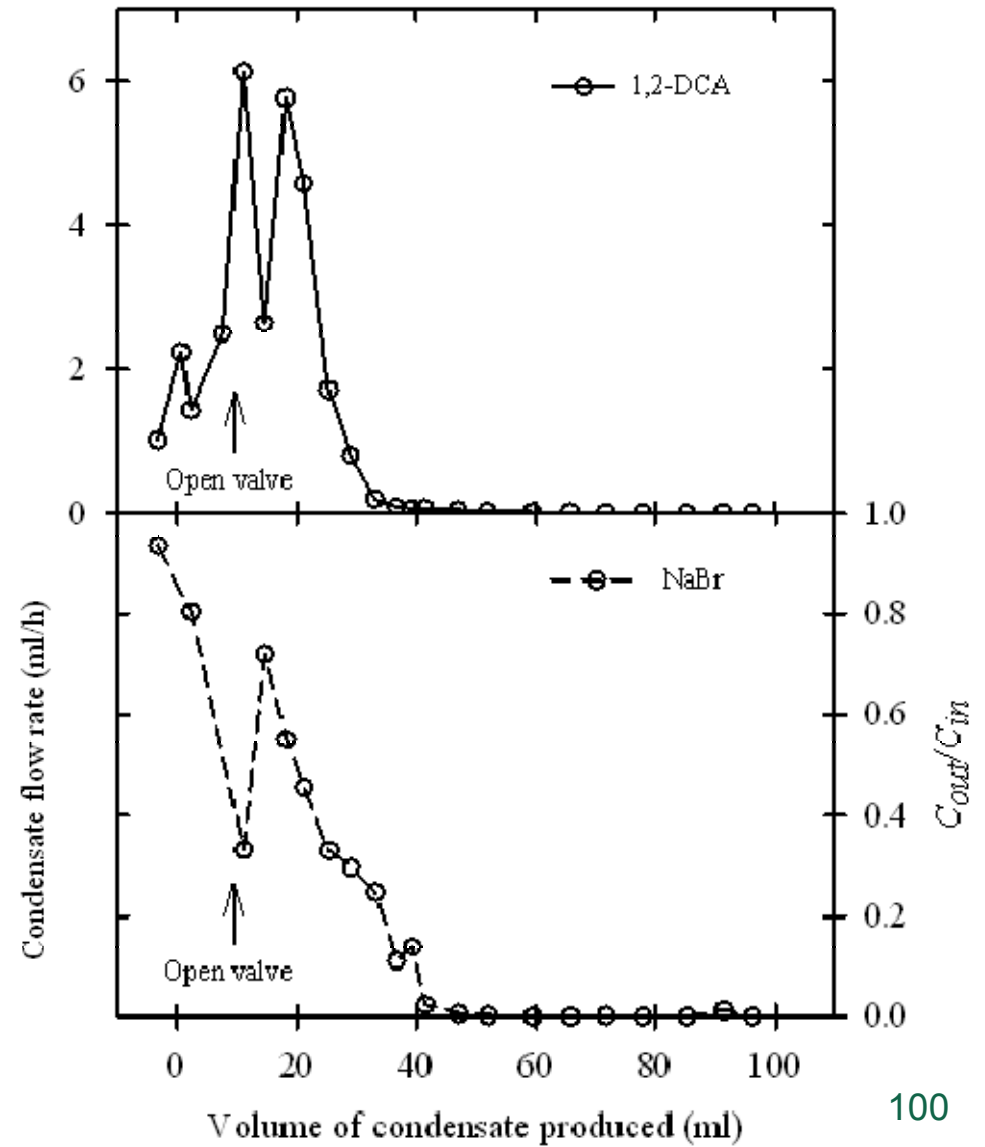 6
1,2-DCA
4
2
Open valve
0
1.0
NaBr
0.8
0.6
0.4
0.2
0.0
Open valve
Condensate flow rate (ml/h)
Cout/Cin
0 20 40 60 80 100
Volume of condensate produced (ml)
100